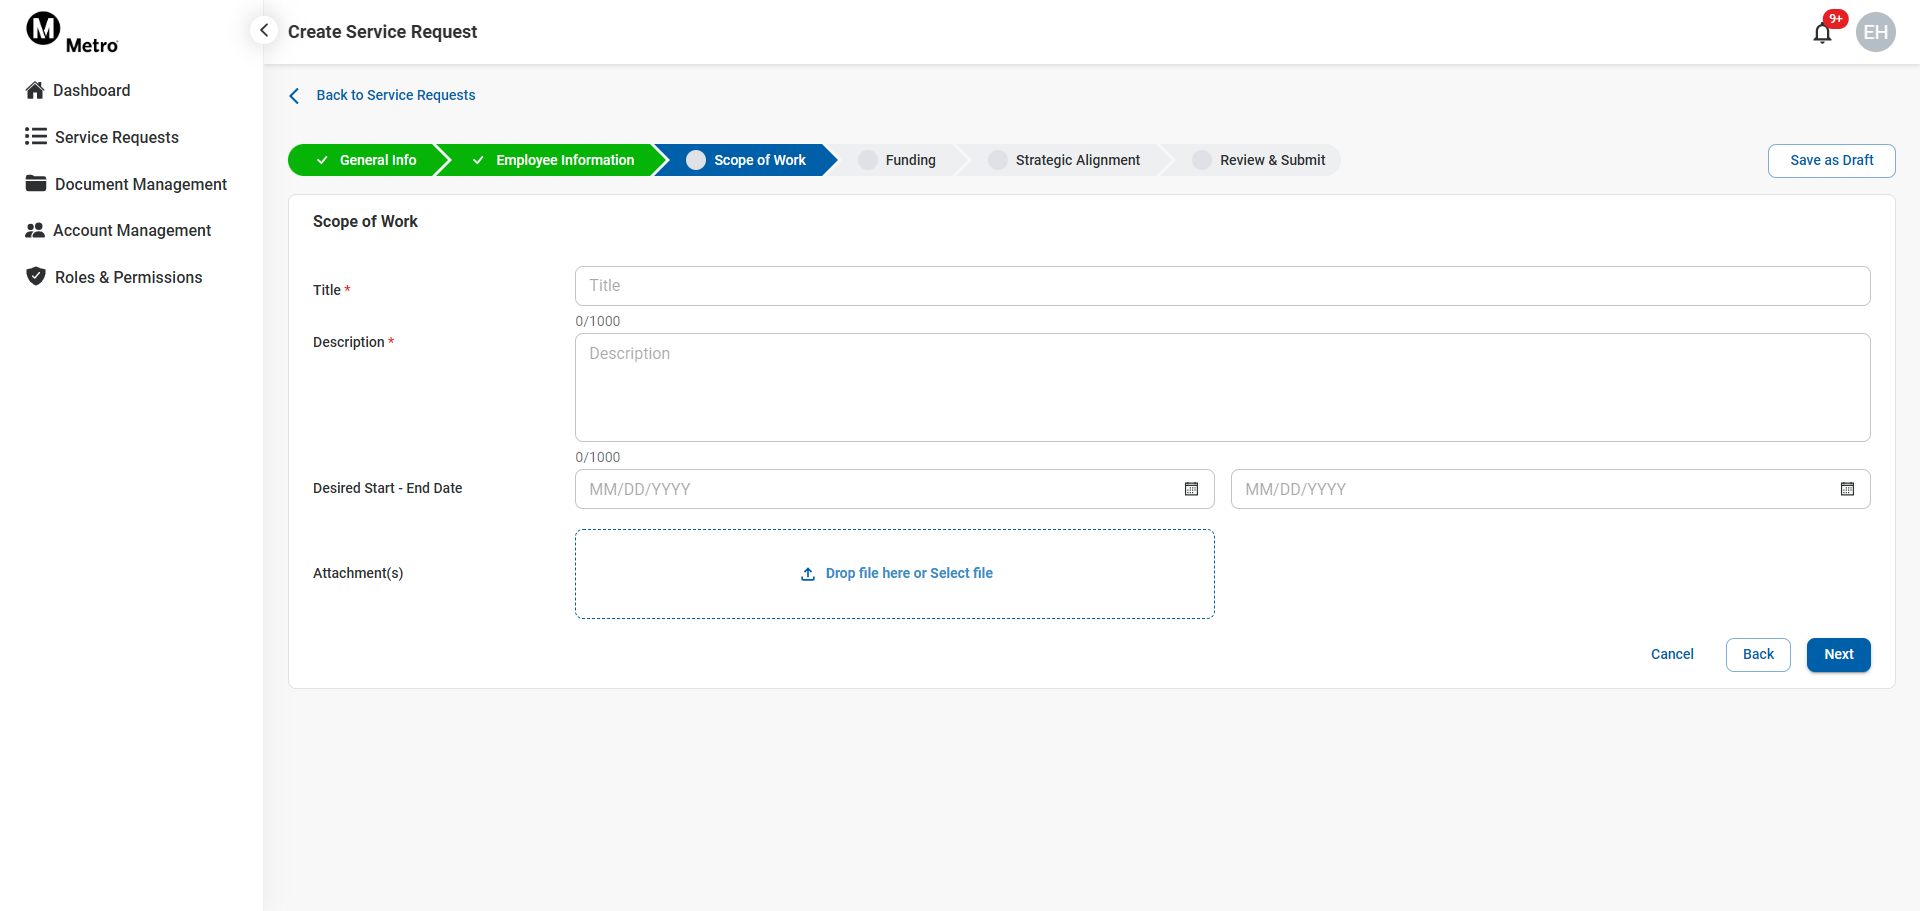 M Metro
Create Service Request
9+
EH
Dashboard
Service Requests
Document Management
Account Management
Roles & Permissions
Back to Service Requests
General Info
Employee Information
Scope of Work
Funding
Strategic Alignment
Review & Submit
Save as Draft
Scope of Work
Title *
Title
0/1000
Description *
Description
0/1000
Desired Start - End Date
MM/DD/YYYY
MM/DD/YYYY
Attachment(s)
Drop file here or Select file
Cancel
Back
Next